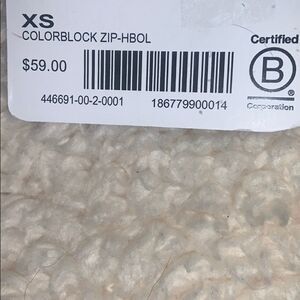 XS
COLORBLOCK ZIP-HBOL
$59.00
446691-00-2-0001
186779900014
Certified
B
®
Corporation